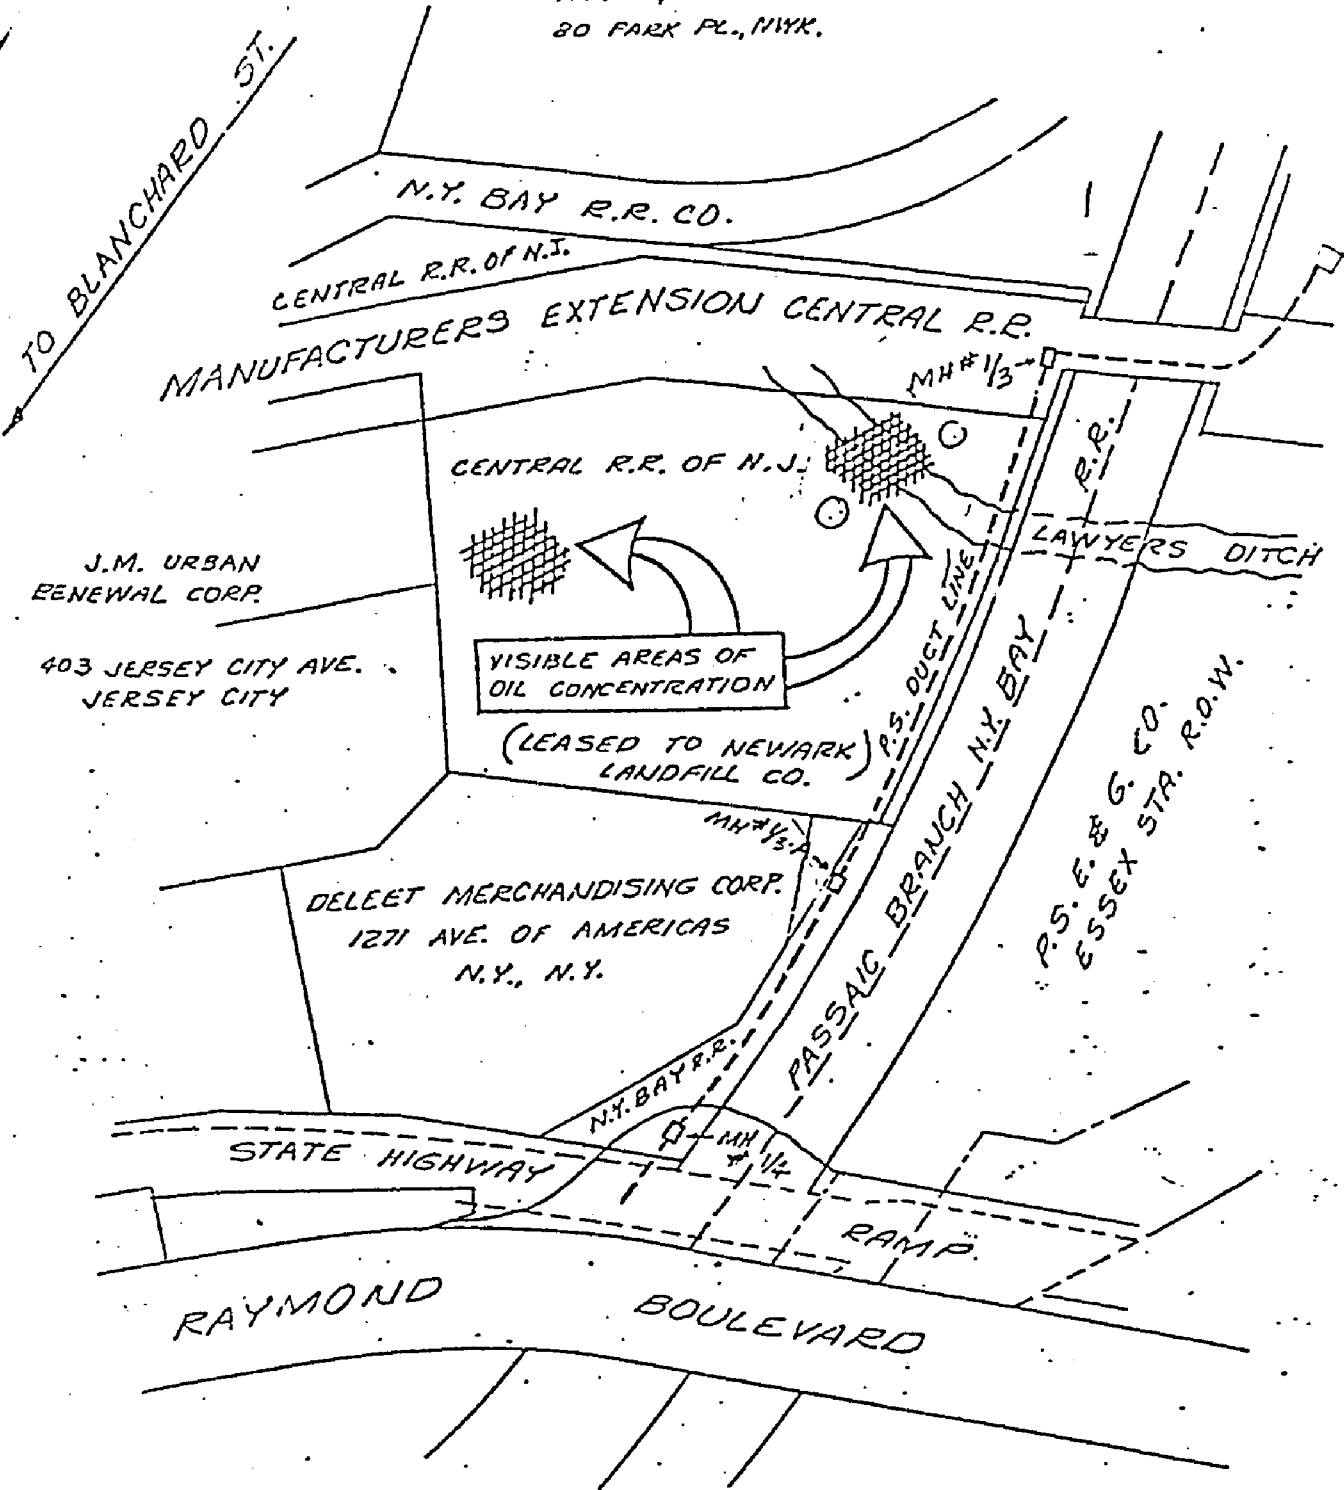 80 PARK PL., NWK.
TO BLANCHARD ST.
N.Y. BAY R.R. CO.
CENTRAL R.R. OF N.J.
MANUFACTURERS EXTENSION CENTRAL R.R.
MH # 1/3
CENTRAL R.R. OF N.J.
R.R.
LAWYERS DITCH
J.M. URBAN
RENEWAL CORP.
403 JERSEY CITY AVE.
JERSEY CITY
VISIBLE AREAS OF
OIL CONCENTRATION
(LEASED TO NEWARK
LANDFILL CO.)
P.S. DUCT LINE
PASSAIC BRANCH N.Y. BAY
P.S.E. & G. CO.
ESSEX STA. R.O.W.
MH # 1/3-A
DELEET MERCHANDISING CORP.
1271 AVE. OF AMERICAS
N.Y., N.Y.
N.Y. BAY R.R.
MH
# 1/4
STATE HIGHWAY
RAMP
RAYMOND BOULEVARD